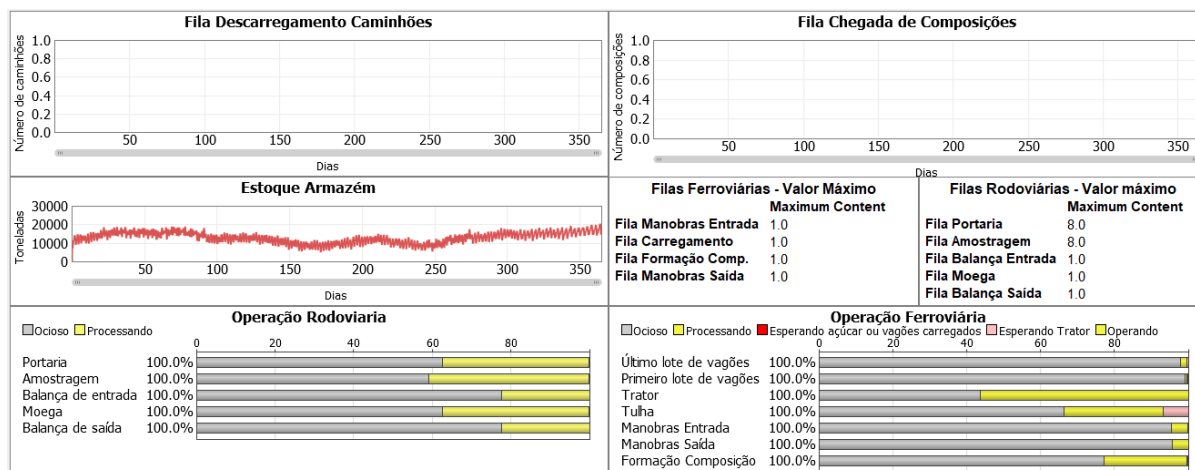 Fila Descarregamento Caminhões
Número de caminhões
1.0
0.8
0.6
0.4
0.2
0.0
50 100 150 200 250 300 350
Dias
Fila Chegada de Composições
Número de composições
1.0
0.8
0.6
0.4
0.2
0.0
50 100 150 200 250 300 350
Dias
Estoque Armazém
Toneladas
30000
20000
10000
0
50 100 150 200 250 300 350
Dias
Filas Ferroviárias - Valor Máximo
Maximum Content
Fila Manobras Entrada 1.0
Fila Carregamento 1.0
Fila Formação Comp. 1.0
Fila Manobras Saida 1.0
Filas Rodoviárias - Valor máximo
Maximum Content
Fila Portaria 8.0
Fila Amostragem 8.0
Fila Balança Entrada 1.0
Fila Moega 1.0
Fila Balança Saída 1.0
Operação Rodoviaria
Ocioso Processando
0 40 80
Portaria 100.0%
Amostragem 100.0%
Balança de entrada 100.0%
Moega 100.0%
Balança de saída 100.0%
Operação Ferroviária
Ocioso Processando Esperando açúcar ou vagões carregados Esperando Trator Operando
0 40 80
Último lote de vagões 100.0%
Primeiro lote de vagões 100.0%
Trator 100.0%
Tulha 100.0%
Manobras Entrada 100.0%
Manobras Saída 100.0%
Formação Composição 100.0%